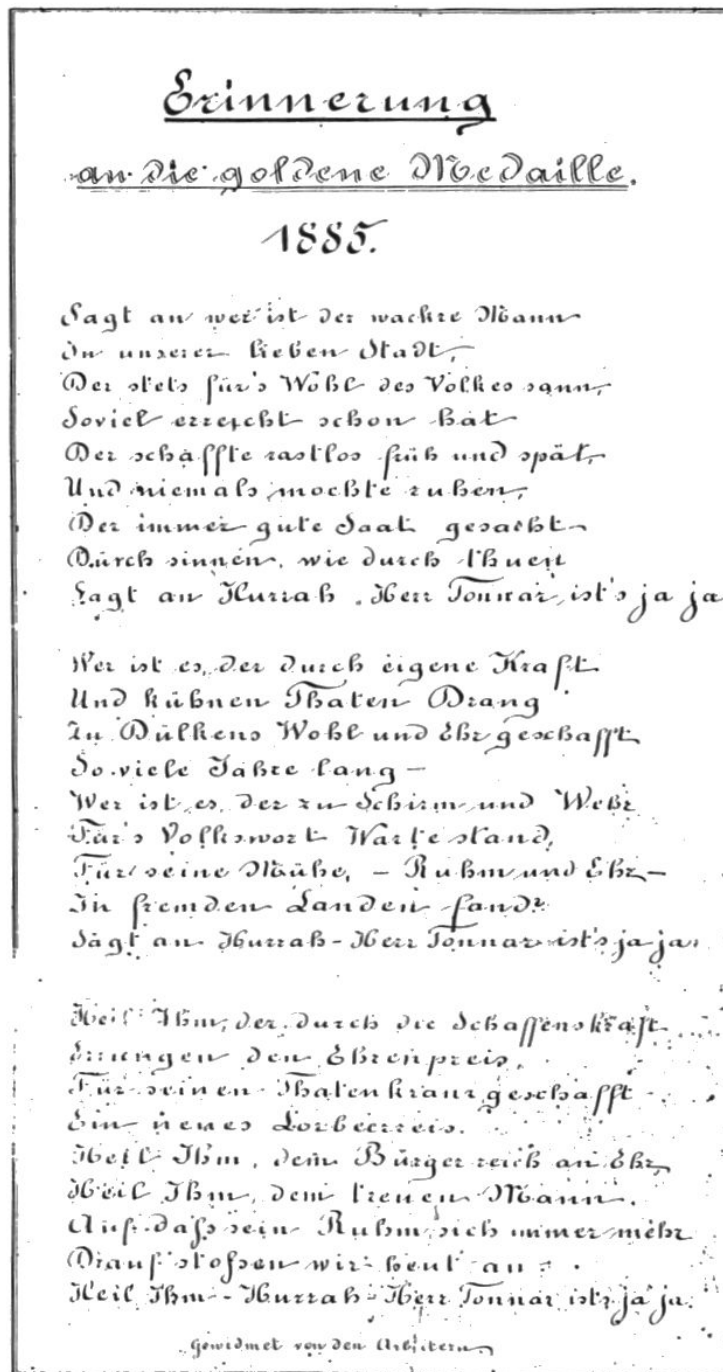 Erinnerung
an die goldene Medaille.
1885.
Sagt an wer ist der wackre Mann
In unserer lieben Stadt,
Der stets für's Wohl des Volkes sann,
Soviel erreicht schon hat
Der schaffte rastlos früh und spät,
Und niemals mochte ruhen,
Der immer gute Saat gesaeht
Durch sinnen, wie durch thuen
Sagt an Hurrah. Herr Tonnar, ist's ja ja
Wer ist es, der durch eigene Kraft
Und kühnen Thaten Drang
Zu Dülkens Wohl und Ehr geschafft
So viele Jahre lang –
Wer ist es, der zu Schirm und Wehr
Für's Volkswort Warte stand,
Für seine Mühe, – Ruhm und Ehr –
In fremden Landen fand?
Sagt an Hurrah – Herr Tonnar ist's ja ja.
Heil Ihm, der durch die Schaffenskraft
Errungen den Ehrenpreis,
Für seinen Thatenkranz geschafft
Ein neues Lorbeerreis.
Heil Ihm, dem Bürger reich an Ehr,
Heil Ihm, dem treuen Mann.
Auf dass sein Ruhm sich immer mehr
Drauf stossen wir heut an.
Heil Ihm – Hurrah – Herr Tonnar ist's ja ja.
Gewidmet von den Arbeitern